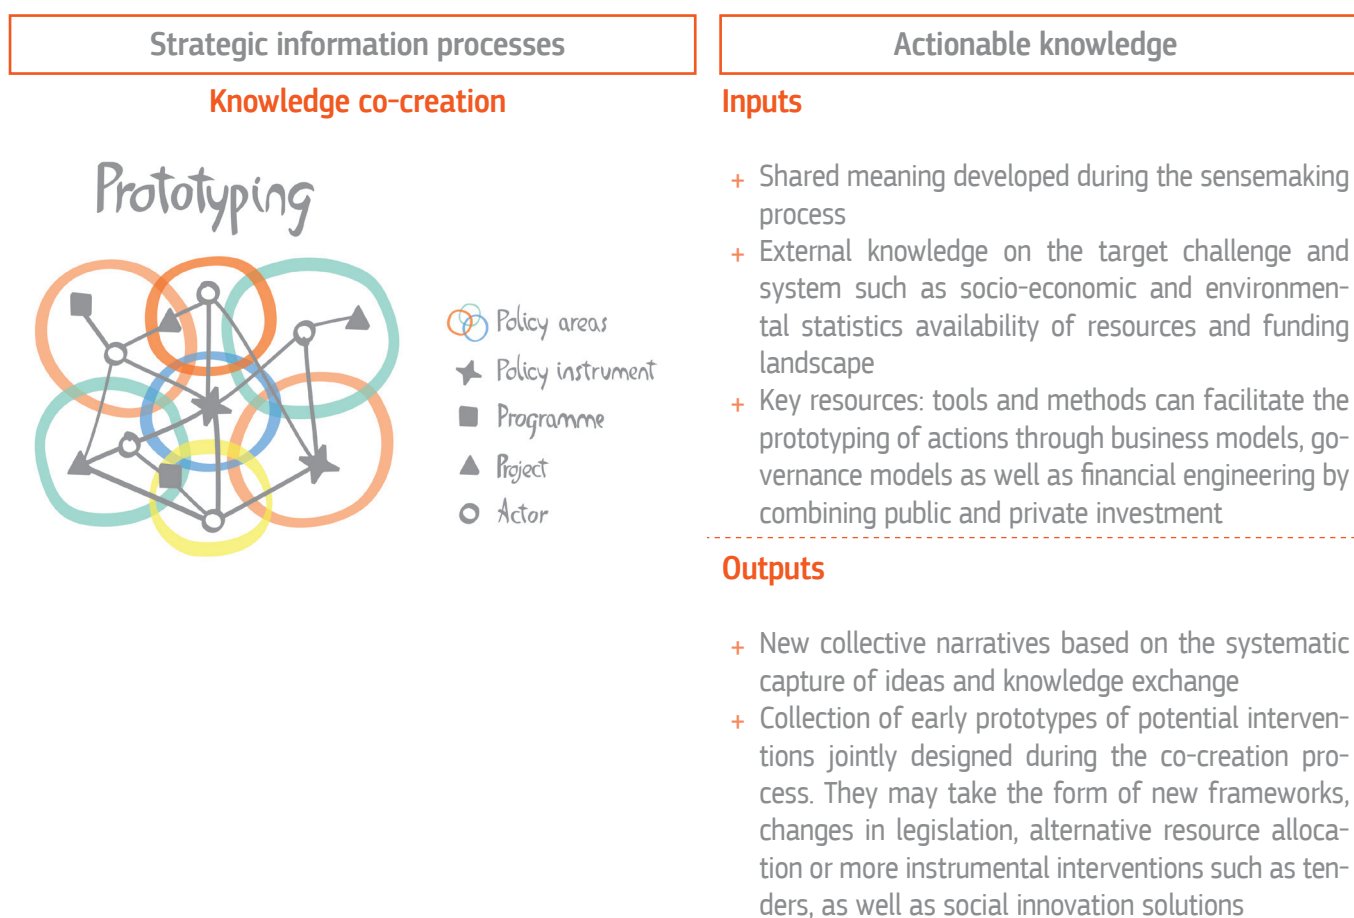 Strategic information processes
Knowledge co-creation
Prototyping
Policy areas
Policy instrument
Programme
Project
Actor
Actionable knowledge
Inputs
+ Shared meaning developed during the sensemaking
process
+ External knowledge on the target challenge and
system such as socio-economic and environmen-
tal statistics availability of resources and funding
landscape
+ Key resources: tools and methods can facilitate the
prototyping of actions through business models, go-
vernance models as well as financial engineering by
combining public and private investment
Outputs
+ New collective narratives based on the systematic
capture of ideas and knowledge exchange
+ Collection of early prototypes of potential interven-
tions jointly designed during the co-creation pro-
cess. They may take the form of new frameworks,
changes in legislation, alternative resource alloca-
tion or more instrumental interventions such as ten-
ders, as well as social innovation solutions